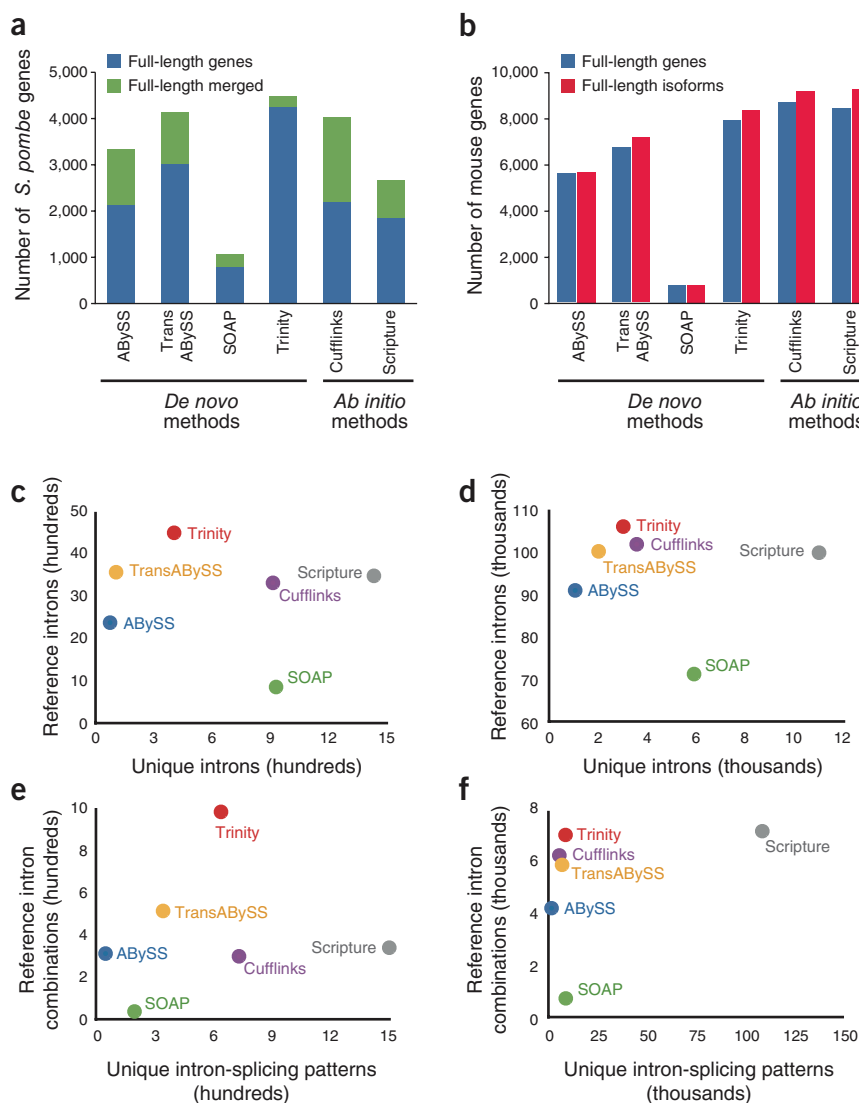 a
Full-length genes
Full-length merged
Number of S. pombe genes
5,000
4,000
3,000
2,000
1,000
0
ABySS
Trans
ABySS
SOAP
Trinity
Cufflinks
Scripture
De novo
methods
Ab initio
methods
b
Full-length genes
Full-length isoforms
Number of mouse genes
10,000
8,000
6,000
4,000
2,000
0
ABySS
Trans
ABySS
SOAP
Trinity
Cufflinks
Scripture
De novo
methods
Ab initio
methods
c
Reference introns (hundreds)
50
40
30
20
10
0
Trinity
TransABySS
Scripture
Cufflinks
ABySS
SOAP
0 3 6 9 12 15
Unique introns (hundreds)
d
Reference introns (thousands)
110
100
90
80
70
60
Trinity
Cufflinks
Scripture
TransABySS
ABySS
SOAP
0 2 4 6 8 10 12
Unique introns (thousands)
e
Reference intron
combinations (hundreds)
10
8
6
4
2
0
Trinity
TransABySS
ABySS
Scripture
Cufflinks
SOAP
0 3 6 9 12 15
Unique intron-splicing patterns
(hundreds)
f
Reference intron
combinations (thousands)
8
6
4
2
0
Trinity
Scripture
Cufflinks
TransABySS
ABySS
SOAP
0 25 50 75 100 125 150
Unique intron-splicing patterns
(thousands)